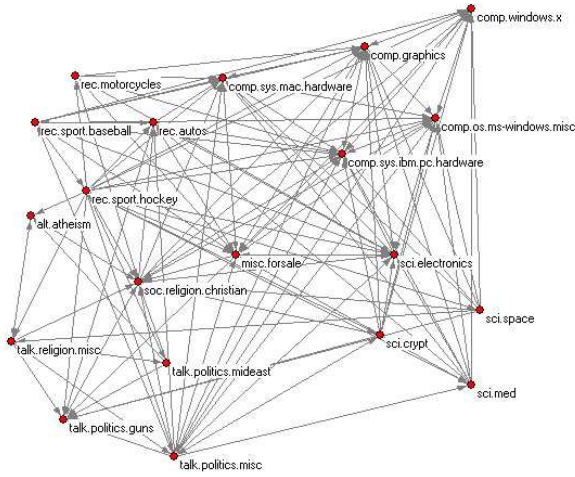 comp.windows.x
comp.graphics
rec.motorcycles
comp.sys.mac.hardware
comp.os.ms-windows.misc
rec.sport.baseball
rec.autos
comp.sys.ibm.pc.hardware
rec.sport.hockey
alt.atheism
misc.forsale
sci.electronics
soc.religion.christian
sci.space
sci.crypt
talk.religion.misc
talk.politics.mideast
sci.med
talk.politics.guns
talk.politics.misc